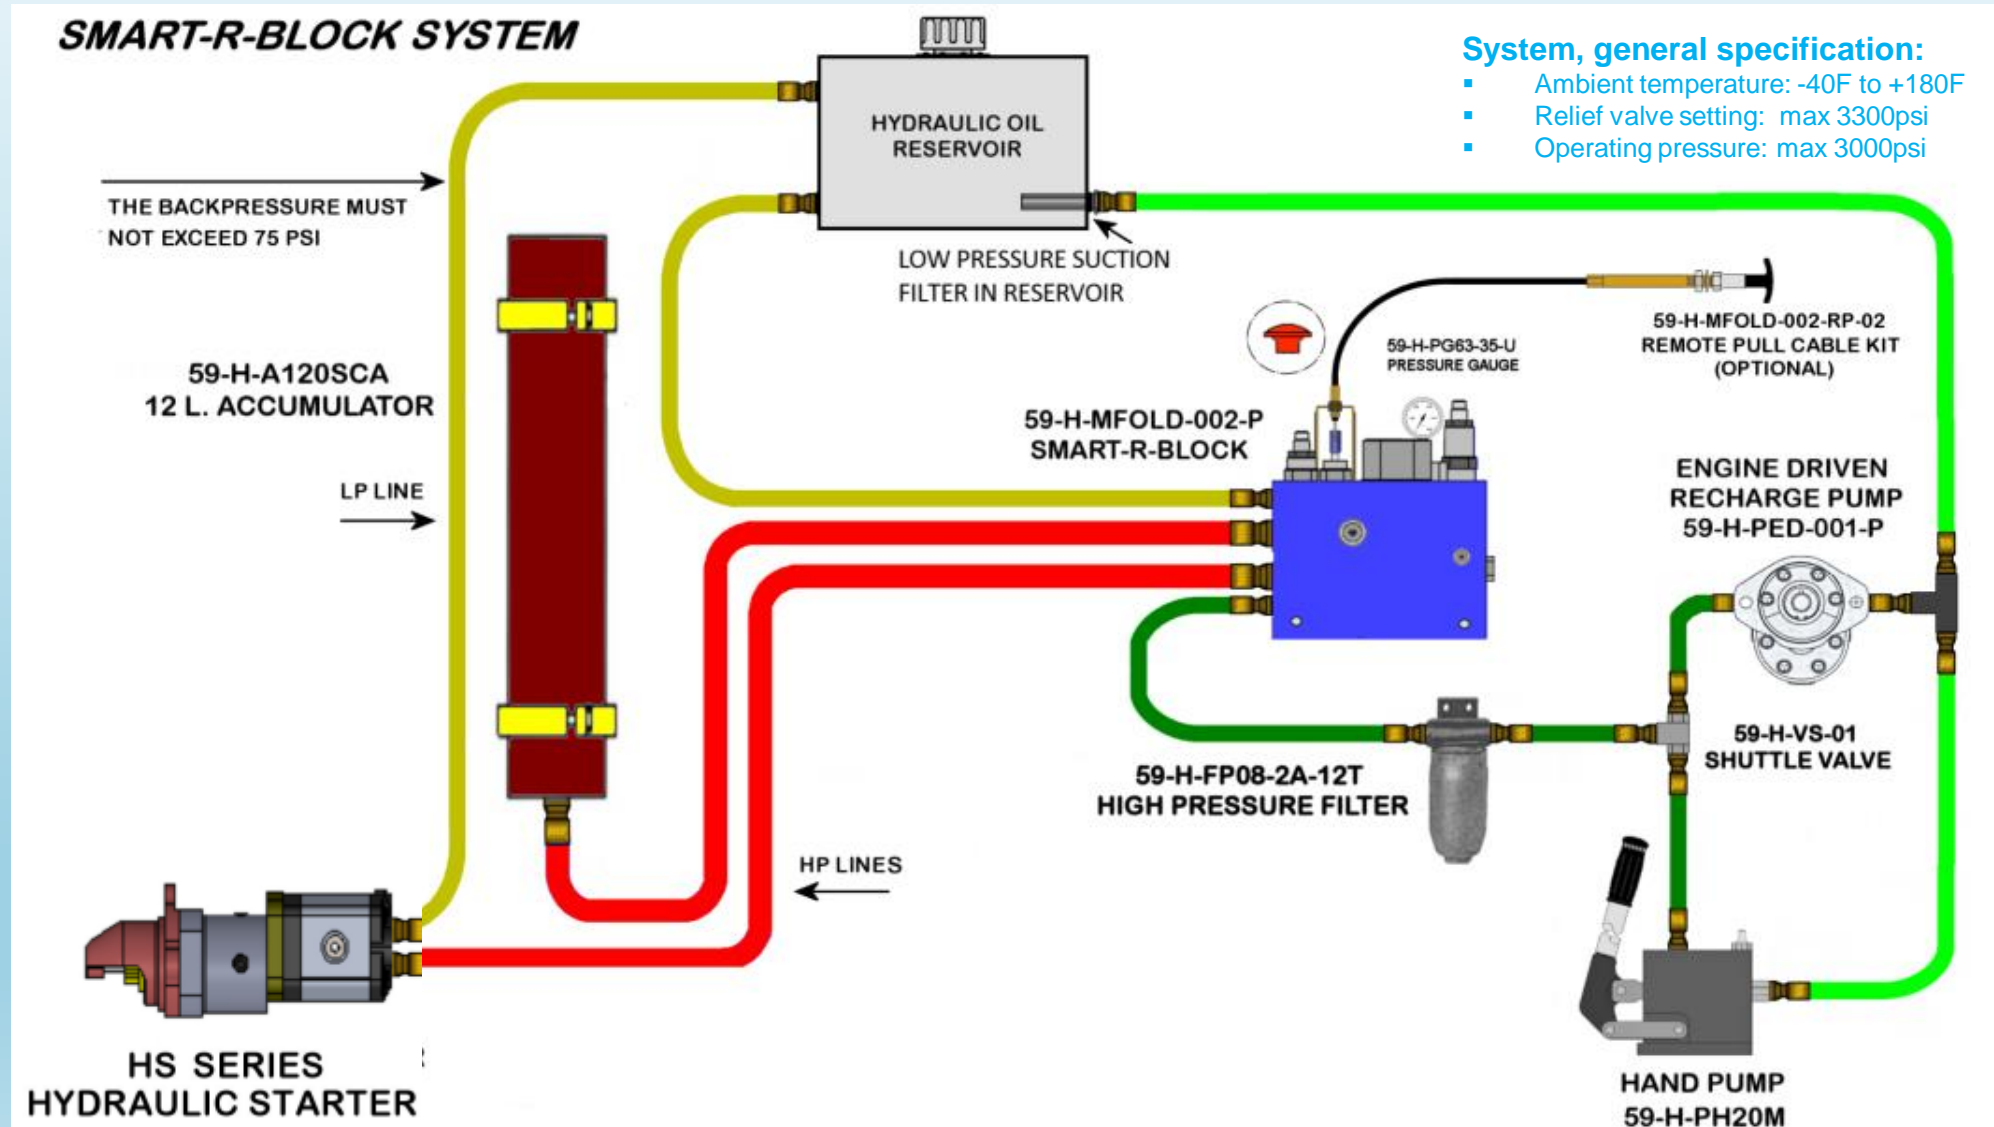 SMART-R-BLOCK SYSTEM
System, general specification:
▪ Ambient temperature: -40F to +180F
▪ Relief valve setting: max 3300psi
▪ Operating pressure: max 3000psi
HYDRAULIC OIL
RESERVOIR
THE BACKPRESSURE MUST
NOT EXCEED 75 PSI
LOW PRESSURE SUCTION
FILTER IN RESERVOIR
59-H-MFOLD-002-RP-02
REMOTE PULL CABLE KIT
(OPTIONAL)
59-H-PG63-35-U
PRESSURE GAUGE
59-H-A120SCA
12 L. ACCUMULATOR
59-H-MFOLD-002-P
SMART-R-BLOCK
LP LINE
ENGINE DRIVEN
RECHARGE PUMP
59-H-PED-001-P
59-H-VS-01
SHUTTLE VALVE
59-H-FP08-2A-12T
HIGH PRESSURE FILTER
HP LINES
HS SERIES
HYDRAULIC STARTER
HAND PUMP
59-H-PH20M